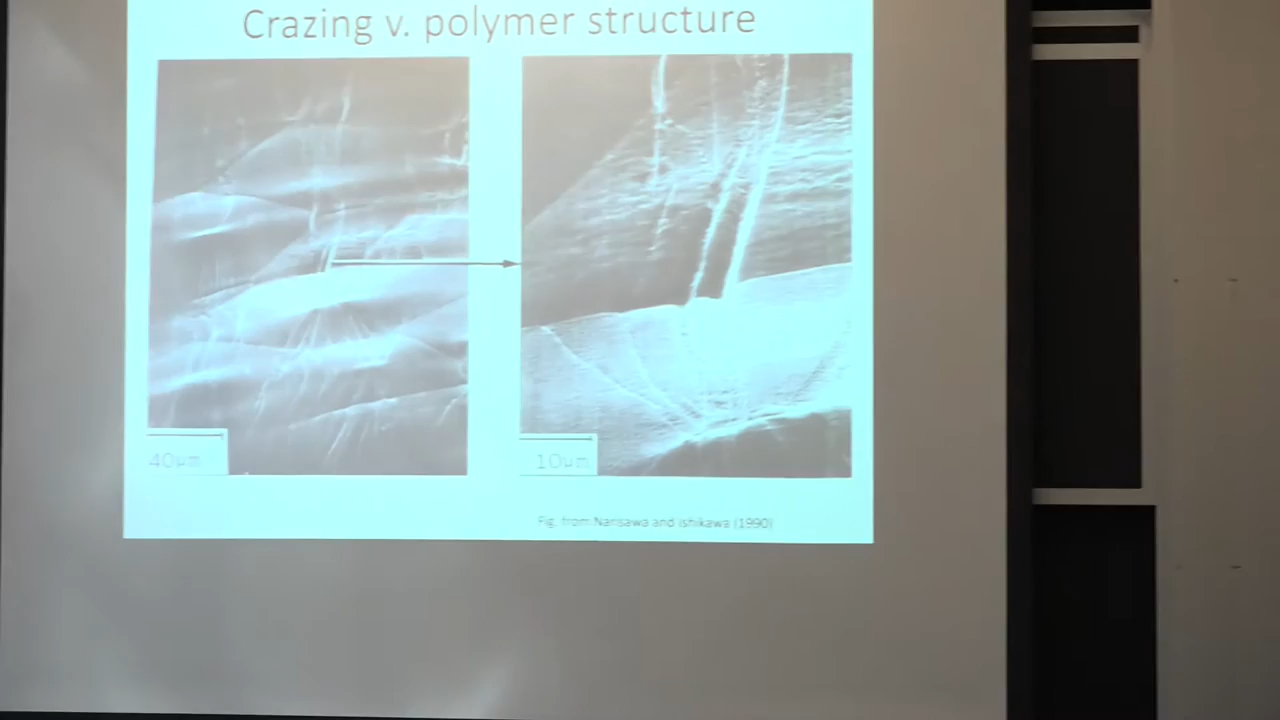 Crazing v. polymer structure
40µm
10µm
Fig. from Narisawa and Ishikawa (1990)